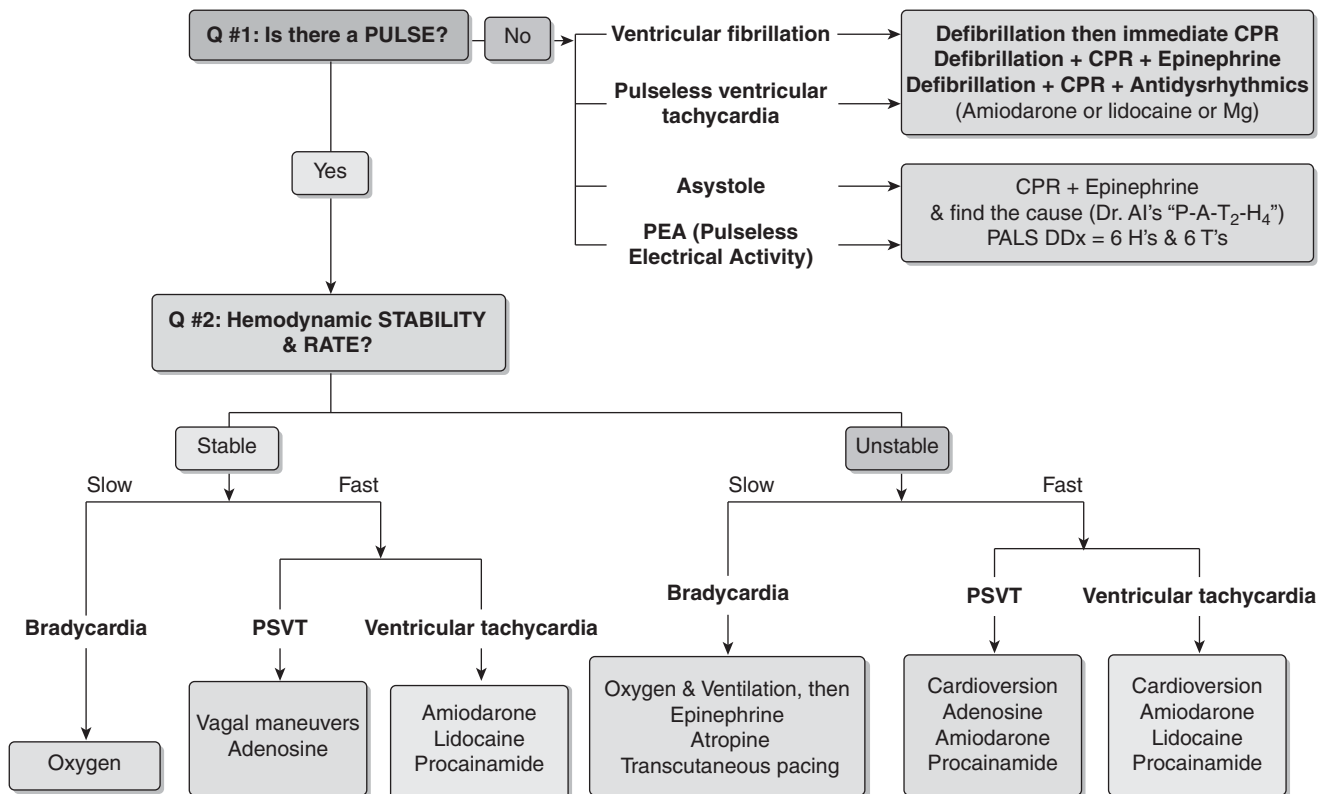 Q #1: Is there a PULSE?
No
Ventricular fibrillation
Defibrillation then immediate CPR
Defibrillation + CPR + Epinephrine
Defibrillation + CPR + Antidysrhythmics
(Amiodarone or lidocaine or Mg)
Pulseless ventricular
tachycardia
Yes
Asystole
CPR + Epinephrine
& find the cause (Dr. Al's “P-A-T₂-H₄”)
PALS DDx = 6 H's & 6 T's
PEA (Pulseless
Electrical Activity)
Q #2: Hemodynamic STABILITY
& RATE?
Stable
Slow
Fast
Bradycardia
Oxygen
PSVT
Vagal maneuvers
Adenosine
Ventricular tachycardia
Amiodarone
Lidocaine
Procainamide
Unstable
Slow
Fast
Bradycardia
Oxygen & Ventilation, then
Epinephrine
Atropine
Transcutaneous pacing
PSVT
Cardioversion
Adenosine
Amiodarone
Procainamide
Ventricular tachycardia
Cardioversion
Amiodarone
Lidocaine
Procainamide